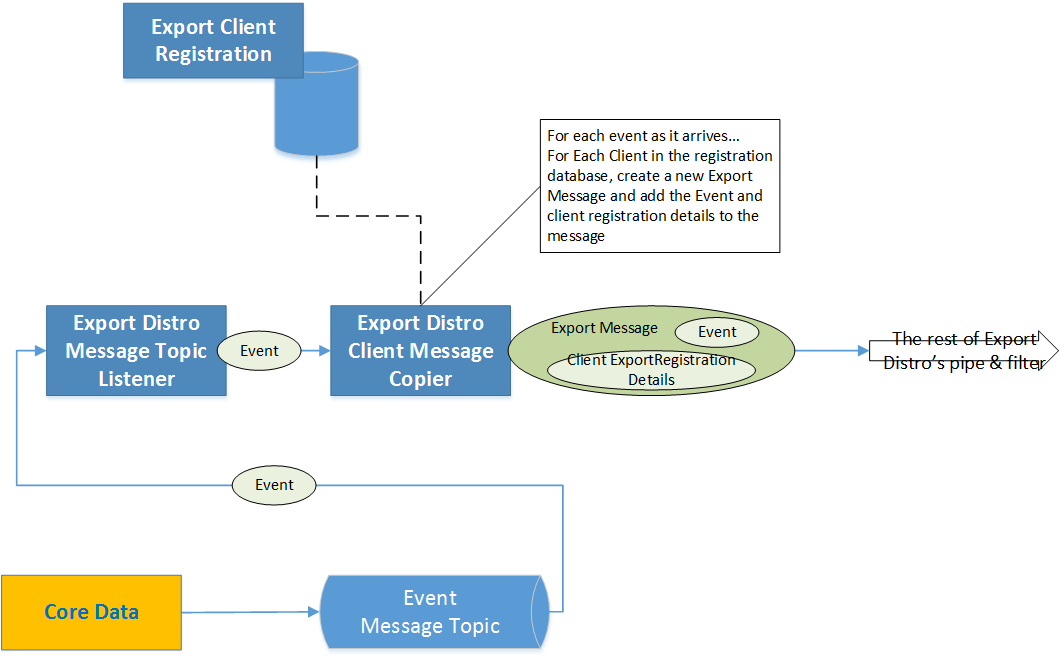 Export Client
Registration
For each event as it arrives...
For Each Client in the registration
database, create a new Export
Message and add the Event and
client registration details to the
message
Export Distro
Message Topic
Listener
Event
Export Distro
Client Message
Copier
Export Message
Event
Client ExportRegistration
Details
The rest of Export
Distro’s pipe & filter
Event
Core Data
Event
Message Topic